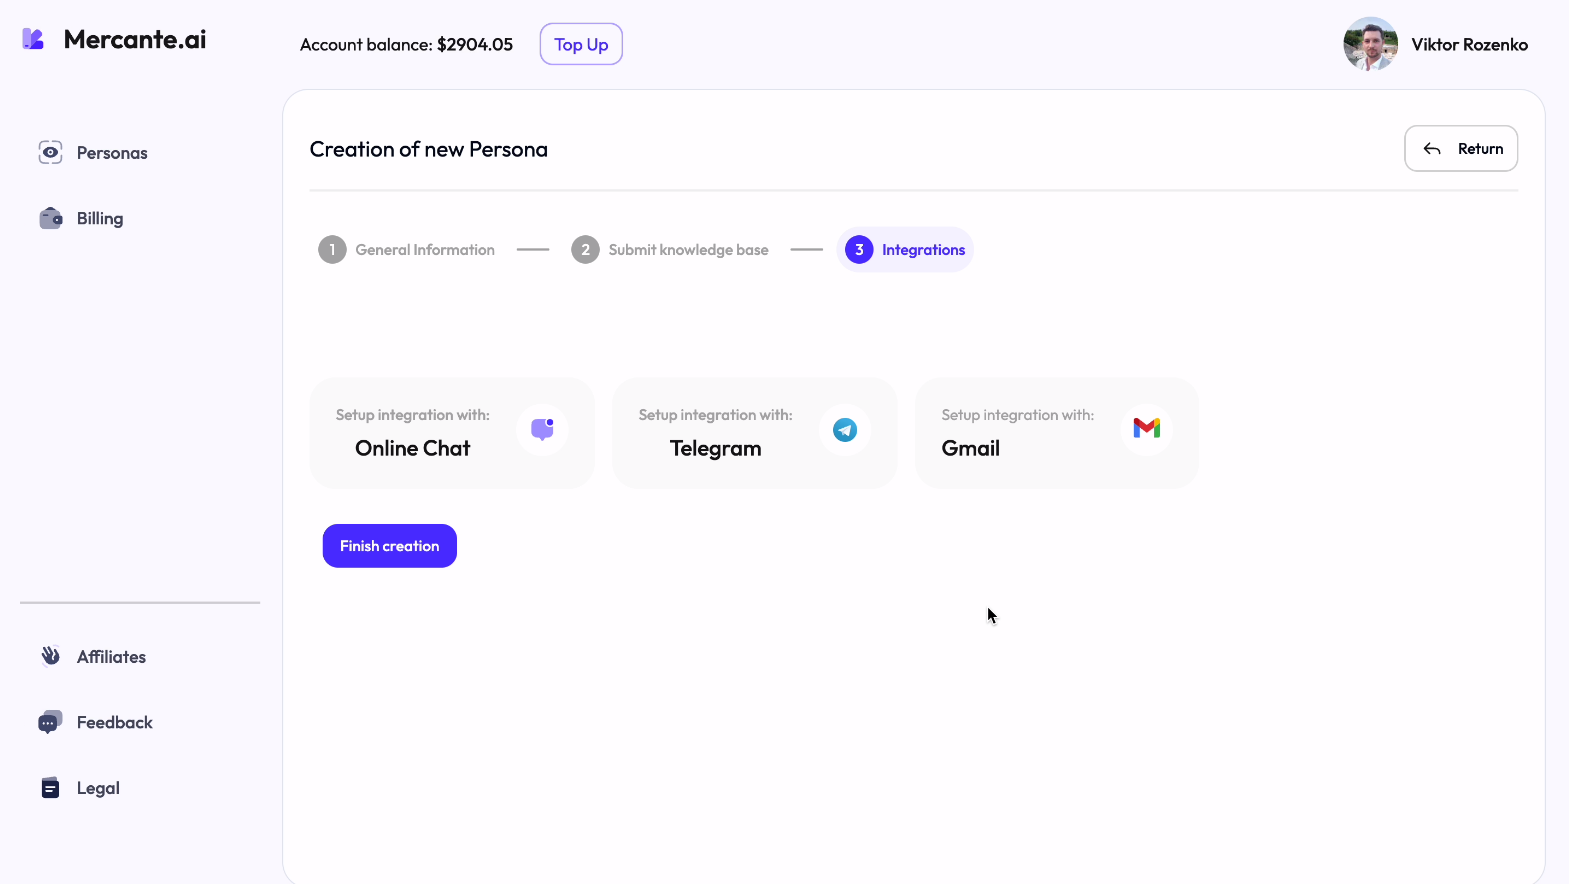 Mercante.ai
Account balance: $2904.05
Top Up
Viktor Rozenko
Personas
Billing
Affiliates
Feedback
Legal
Creation of new Persona
Return
1 General Information
2 Submit knowledge base
3 Integrations
Setup integration with:
Online Chat
Setup integration with:
Telegram
Setup integration with:
Gmail
Finish creation